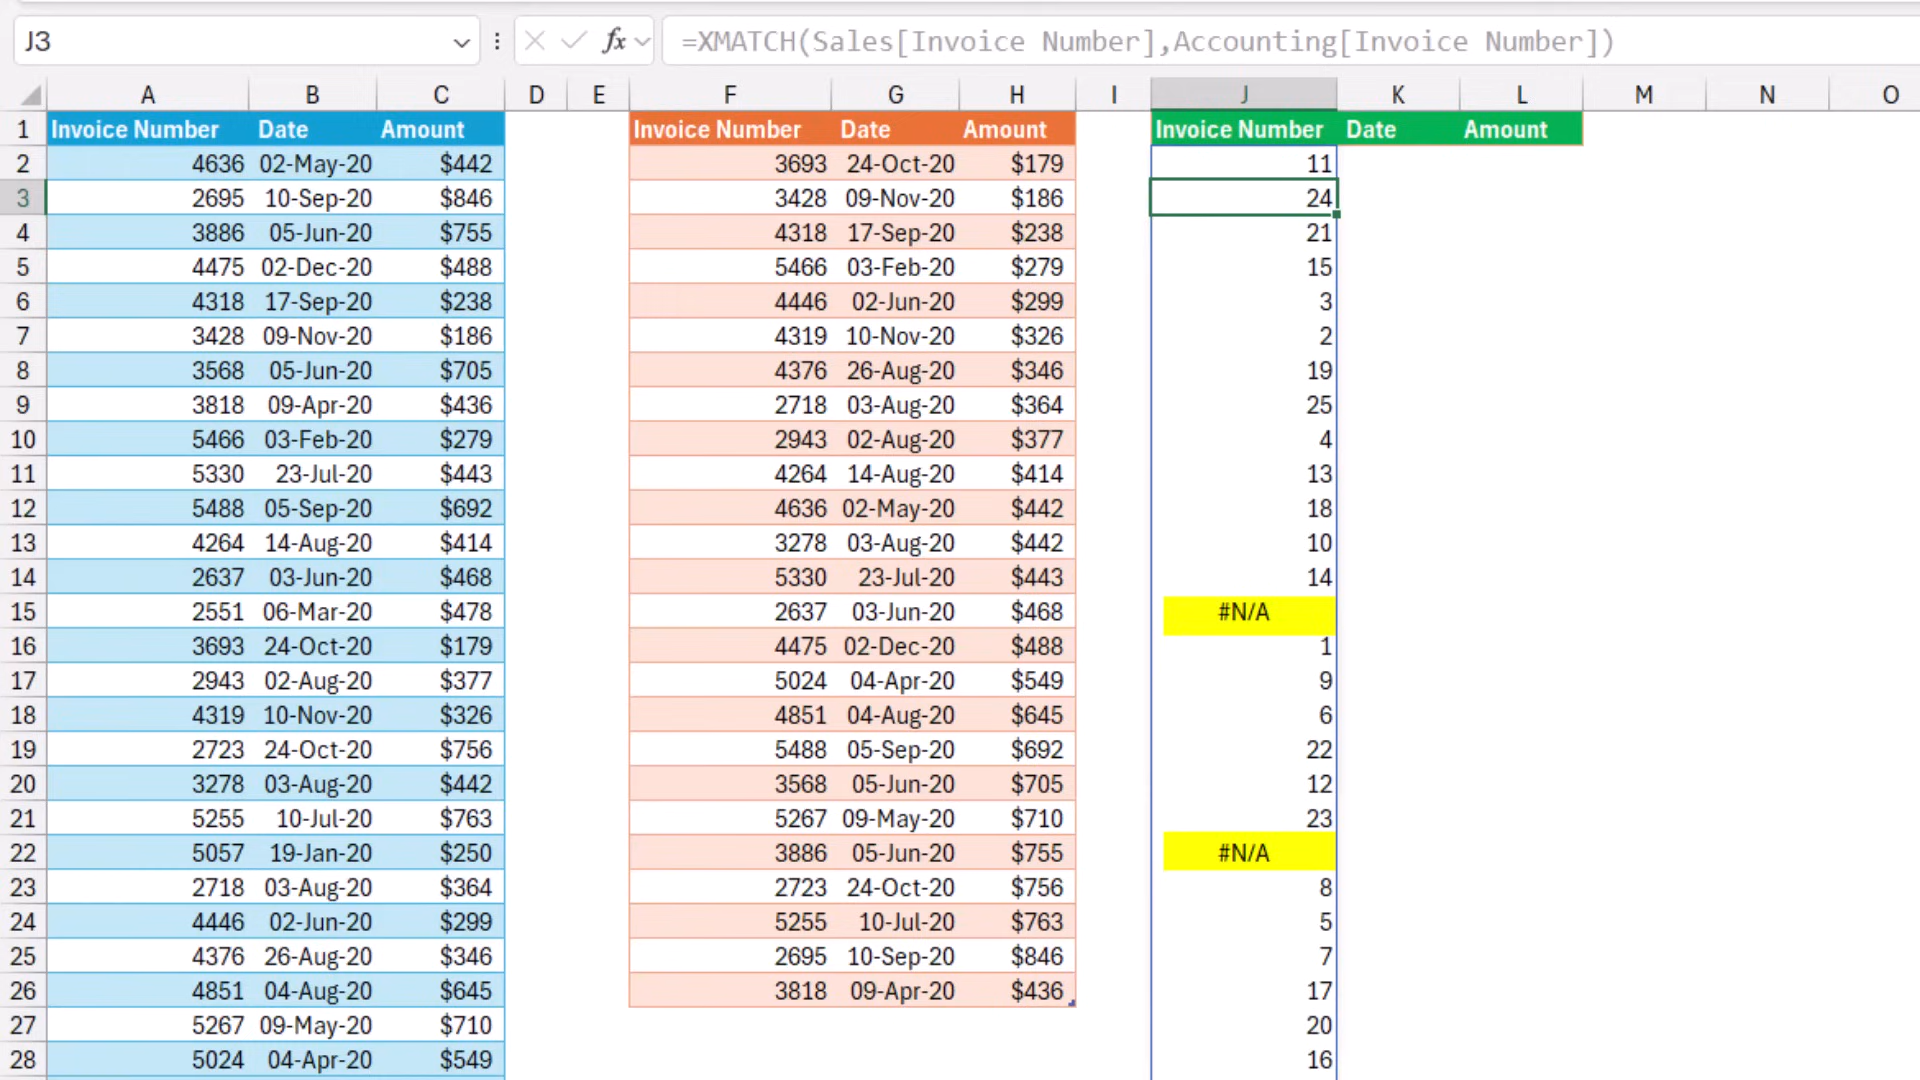 J3 fx =XMATCH(Sales[Invoice Number],Accounting[Invoice Number])
A B C D E F G H I J K L M N O
1 Invoice Number Date Amount Invoice Number Date Amount Invoice Number Date Amount
2 4636 02-May-20 $442 3693 24-Oct-20 $179 11
3 2695 10-Sep-20 $846 3428 09-Nov-20 $186 24
4 3886 05-Jun-20 $755 4318 17-Sep-20 $238 21
5 4475 02-Dec-20 $488 5466 03-Feb-20 $279 15
6 4318 17-Sep-20 $238 4446 02-Jun-20 $299 3
7 3428 09-Nov-20 $186 4319 10-Nov-20 $326 2
8 3568 05-Jun-20 $705 4376 26-Aug-20 $346 19
9 3818 09-Apr-20 $436 2718 03-Aug-20 $364 25
10 5466 03-Feb-20 $279 2943 02-Aug-20 $377 4
11 5330 23-Jul-20 $443 4264 14-Aug-20 $414 13
12 5488 05-Sep-20 $692 4636 02-May-20 $442 18
13 4264 14-Aug-20 $414 3278 03-Aug-20 $442 10
14 2637 03-Jun-20 $468 5330 23-Jul-20 $443 14
15 2551 06-Mar-20 $478 2637 03-Jun-20 $468 #N/A
16 3693 24-Oct-20 $179 4475 02-Dec-20 $488 1
17 2943 02-Aug-20 $377 5024 04-Apr-20 $549 9
18 4319 10-Nov-20 $326 4851 04-Aug-20 $645 6
19 2723 24-Oct-20 $756 5488 05-Sep-20 $692 22
20 3278 03-Aug-20 $442 3568 05-Jun-20 $705 12
21 5255 10-Jul-20 $763 5267 09-May-20 $710 23
22 5057 19-Jan-20 $250 3886 05-Jun-20 $755 #N/A
23 2718 03-Aug-20 $364 2723 24-Oct-20 $756 8
24 4446 02-Jun-20 $299 5255 10-Jul-20 $763 5
25 4376 26-Aug-20 $346 2695 10-Sep-20 $846 7
26 4851 04-Aug-20 $645 3818 09-Apr-20 $436 17
27 5267 09-May-20 $710 20
28 5024 04-Apr-20 $549 16